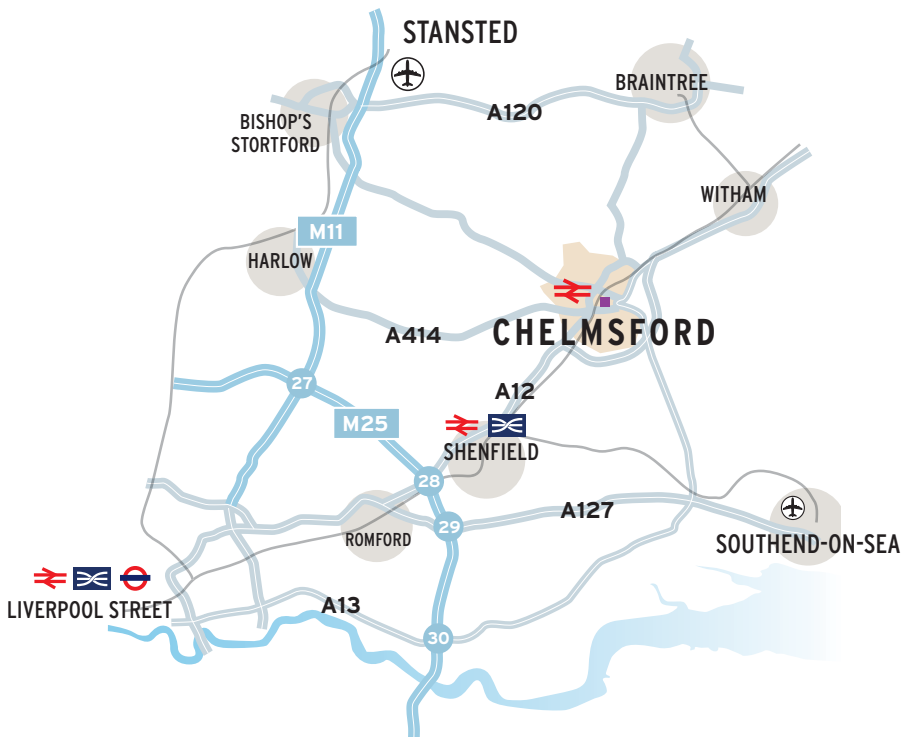 STANSTED
BRAINTREE
A120
BISHOP'S
STORTFORD
WITHAM
M11
HARLOW
CHELMSFORD
A414
27
A12
M25
SHENFIELD
28
A127
29
ROMFORD
SOUTHEND-ON-SEA
LIVERPOOL STREET
A13
30